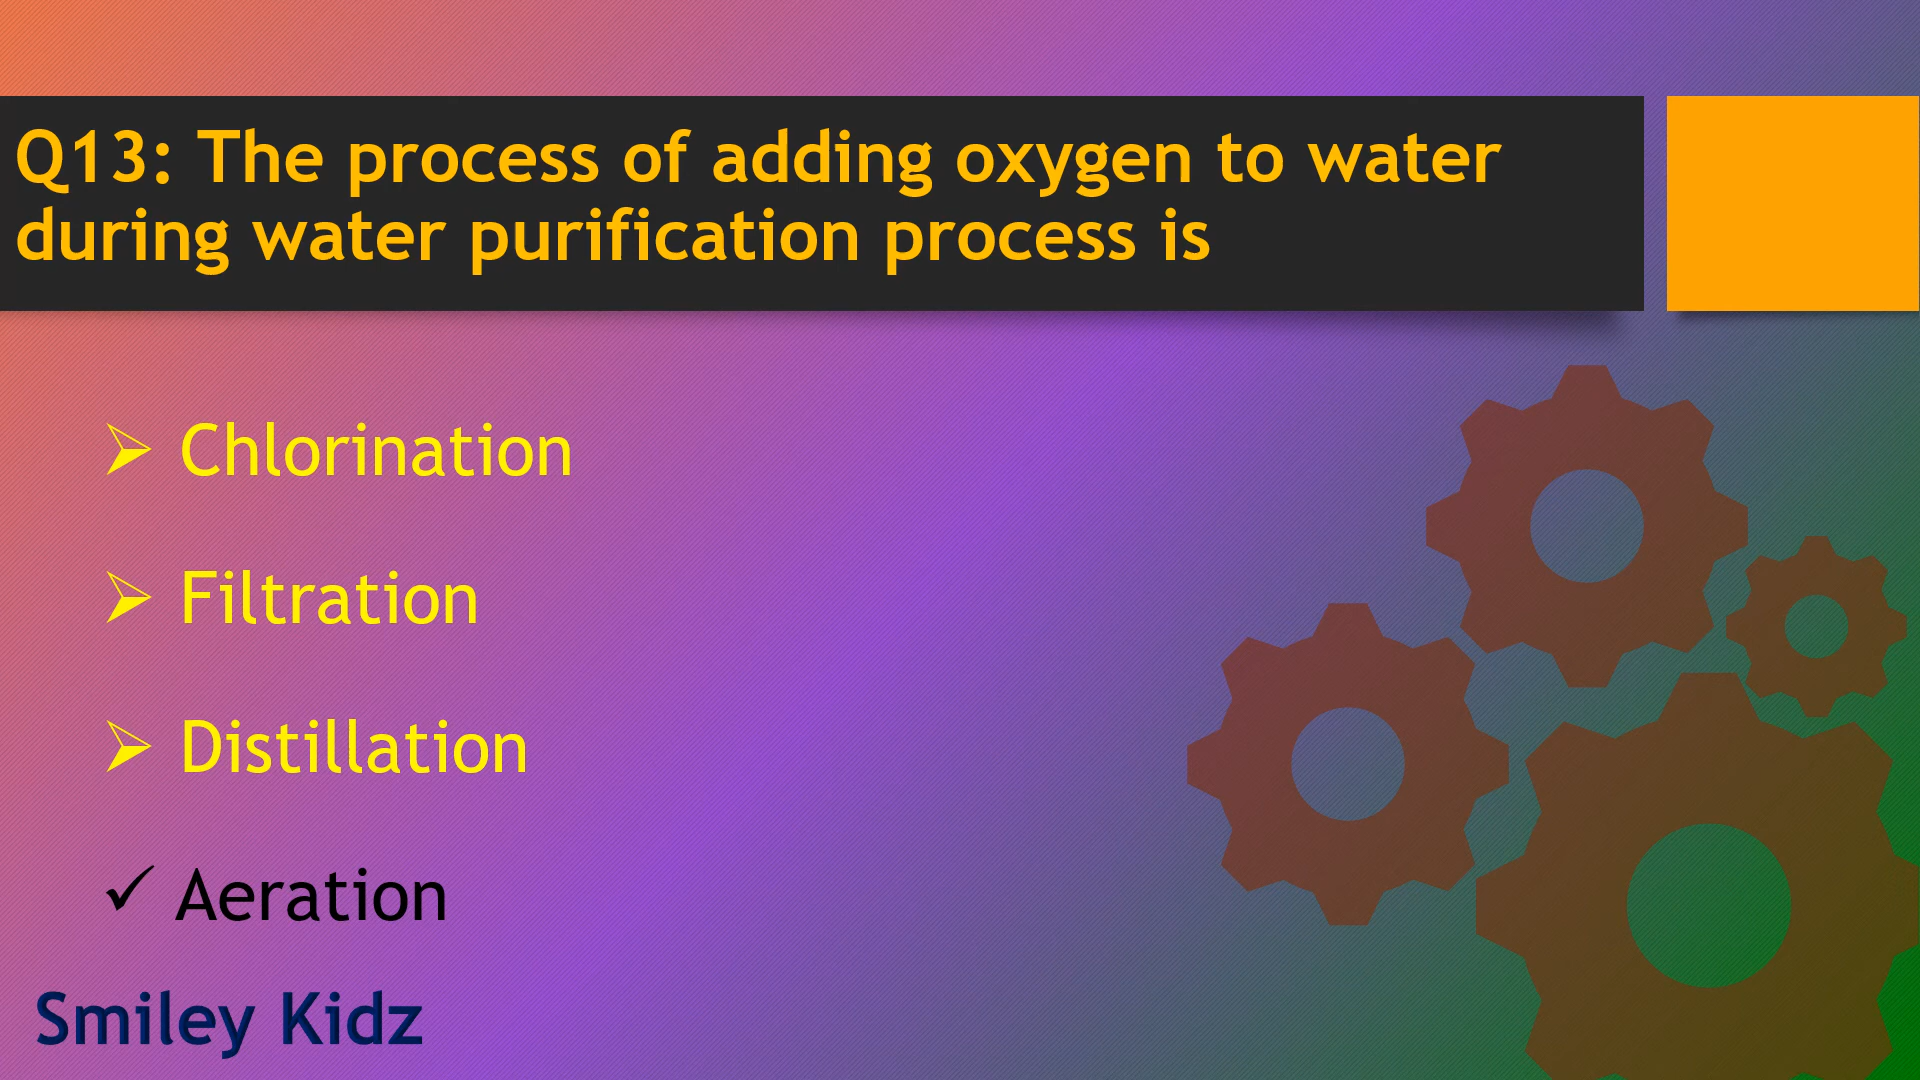 Q13: The process of adding oxygen to water
during water purification process is
➢ Chlorination
➢ Filtration
➢ Distillation
✓ Aeration
Smiley Kidz